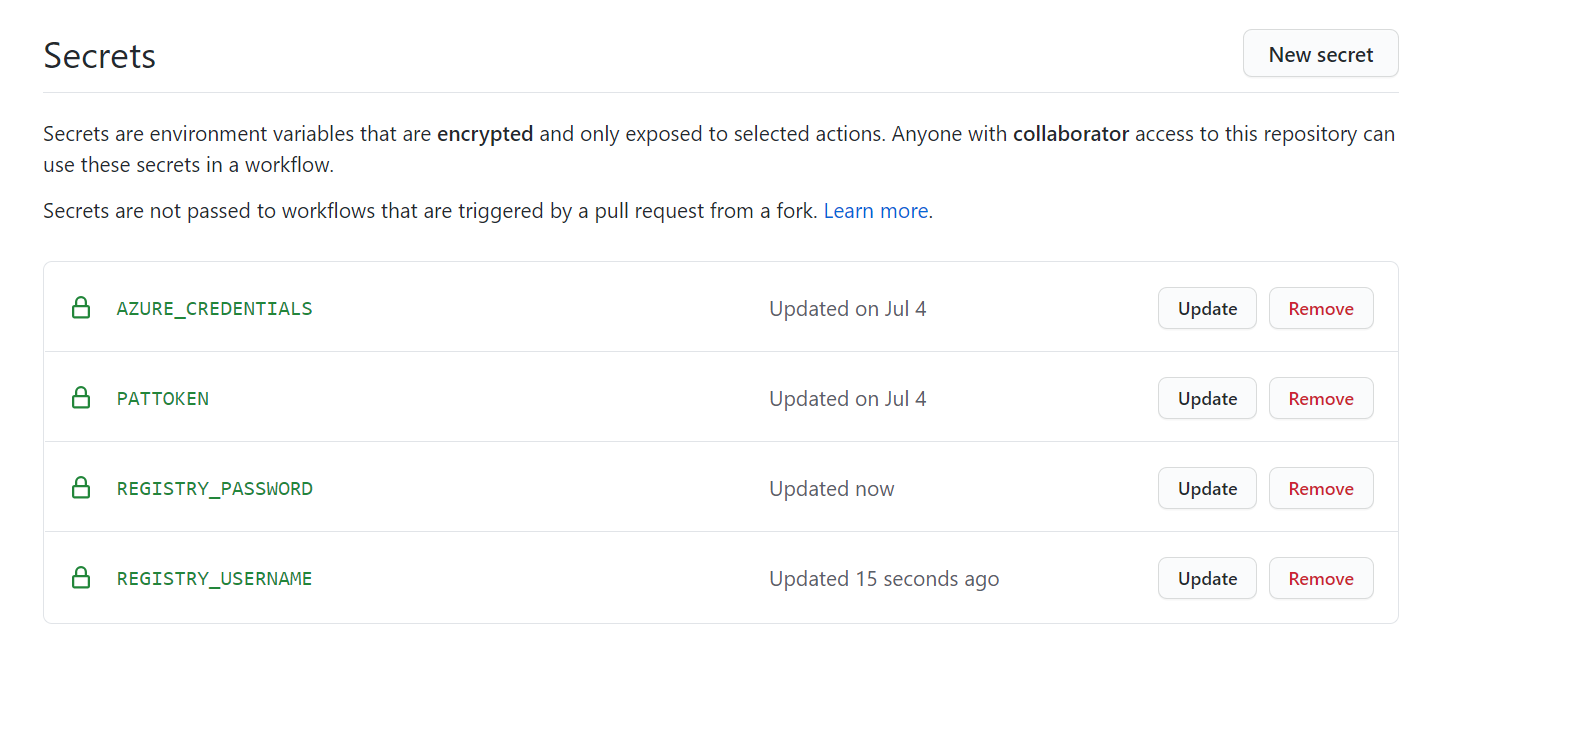 Secrets
New secret
Secrets are environment variables that are encrypted and only exposed to selected actions. Anyone with collaborator access to this repository can
use these secrets in a workflow.
Secrets are not passed to workflows that are triggered by a pull request from a fork. Learn more.
AZURE_CREDENTIALS Updated on Jul 4 Update Remove
PATTOKEN Updated on Jul 4 Update Remove
REGISTRY_PASSWORD Updated now Update Remove
REGISTRY_USERNAME Updated 15 seconds ago Update Remove